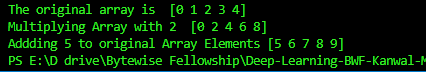 The original array is  [0 1 2 3 4]
Multiplying Array with 2  [0 2 4 6 8]
Addding 5 to original Array Elements [5 6 7 8 9]
PS E:\D drive\Bytewise Fellowship\Deep-Learning-BWF-Kanwal-M